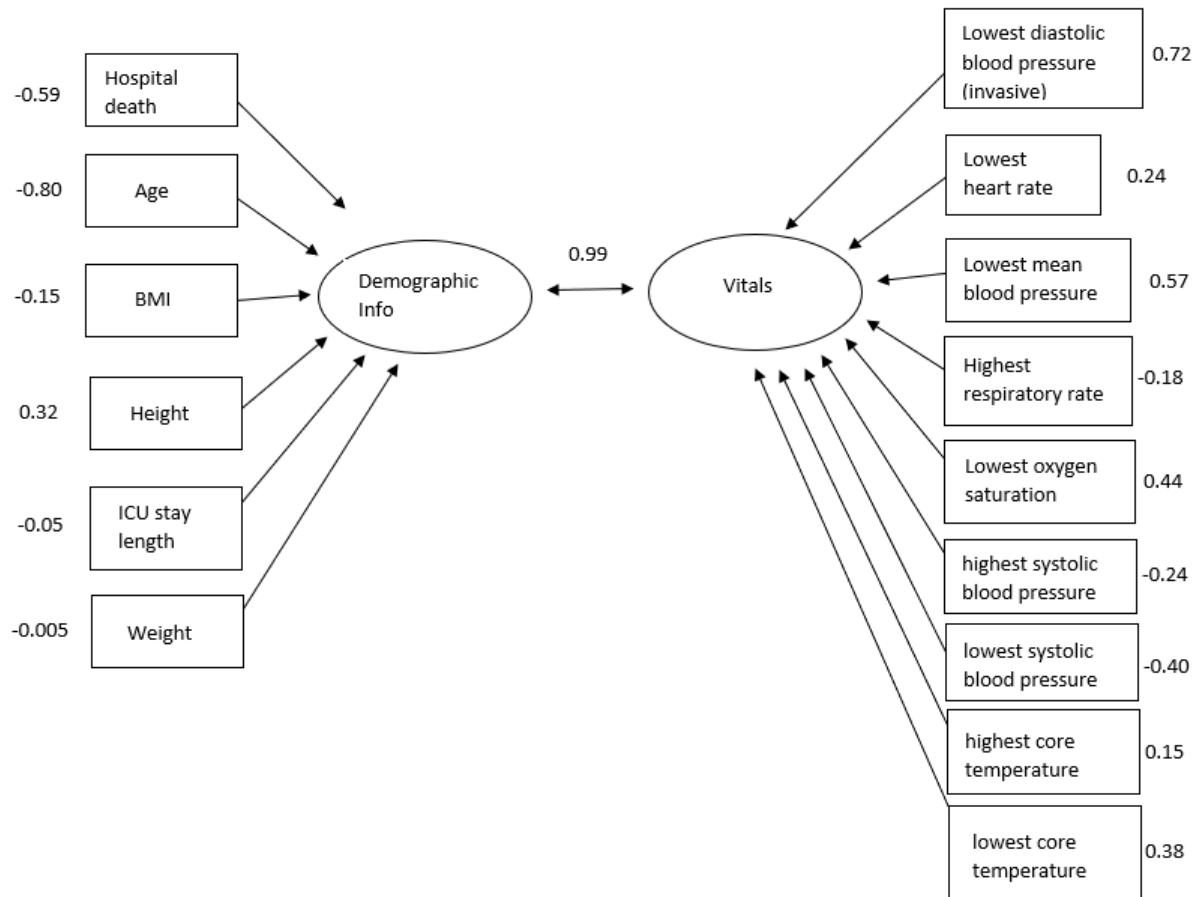 -0.59
Hospital
death
-0.80
Age
-0.15
BMI
0.32
Height
-0.05
ICU stay
length
-0.005
Weight
Demographic
Info
0.99
Vitals
Lowest diastolic
blood pressure
(invasive)
0.72
Lowest
heart rate
0.24
Lowest mean
blood pressure
0.57
Highest
respiratory rate
-0.18
Lowest oxygen
saturation
0.44
highest systolic
blood pressure
-0.24
lowest systolic
blood pressure
-0.40
highest core
temperature
0.15
lowest core
temperature
0.38